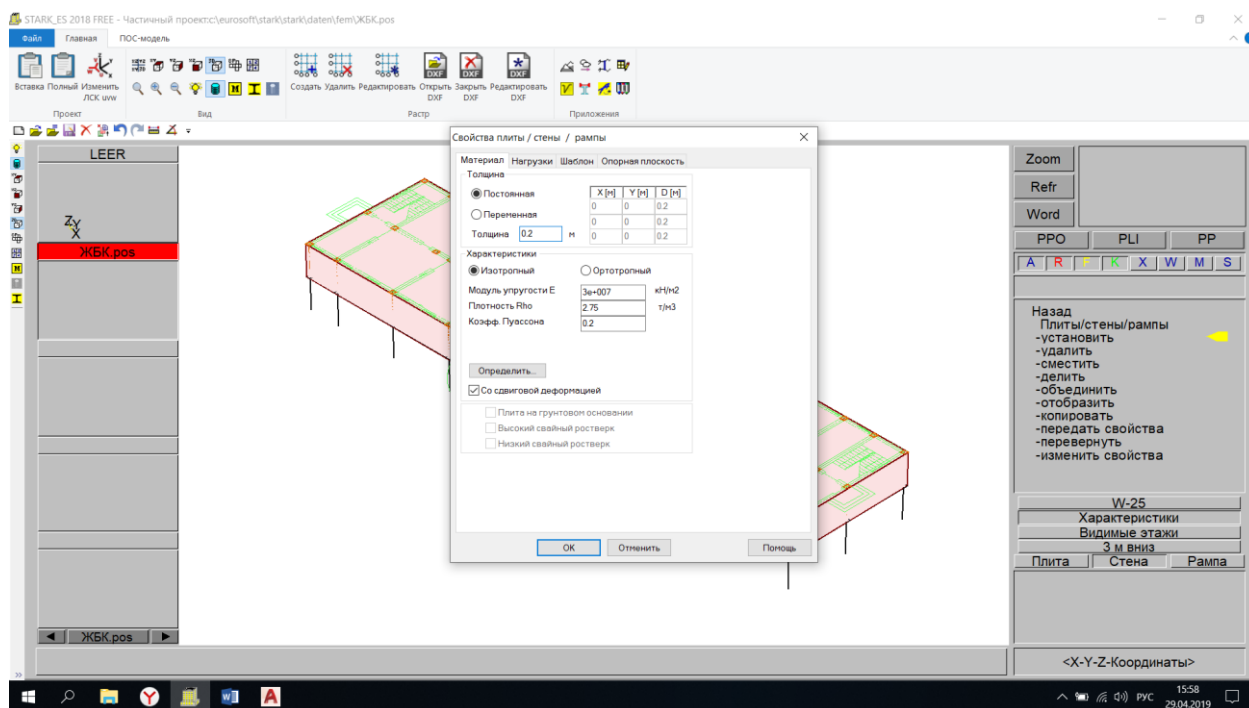 STARK_ES 2018 FREE - Частичный проект:c:\eurosoft\stark\stark\daten\fem\ЖБК.pos
Файл Главная ПОС-модель
Вставка Полный Изменить ЛСК uvw
Создать Удалить Редактировать Открыть DXF Закрыть DXF Редактировать DXF
Проект Вид Растр Приложения
LEER
Z Y
X
ЖБК.pos
ЖБК.pos
Свойства плиты / стены / рампы
Материал Нагрузки Шаблон Опорная плоскость
Толщина
Постоянная
Переменная
Толщина 0.2 м
X [м] Y [м] D [м]
0 0 0.2
0 0 0.2
0 0 0.2
Характеристики
Изотропный Ортотропный
Модуль упругости E 3e+007 кН/м2
Плотность Rho 2.75 т/м3
Коэфф. Пуассона 0.2
Определить...
Со сдвиговой деформацией
Плита на грунтовом основании
Высокий свайный ростверк
Низкий свайный ростверк
OK Отменить Помощь
Zoom
Refr
Word
PPO PLI PP
A R F K X W M S
Назад
Плиты/стены/рампы
-установить
-удалить
-сместить
-делить
-объединить
-отобразить
-копировать
-передать свойства
-перевернуть
-изменить свойства
W-25
Характеристики
Видимые этажи
3 м вниз
Плита Стена Рампа
<X-Y-Z-Координаты>
РУС
15:58
29.04.2019